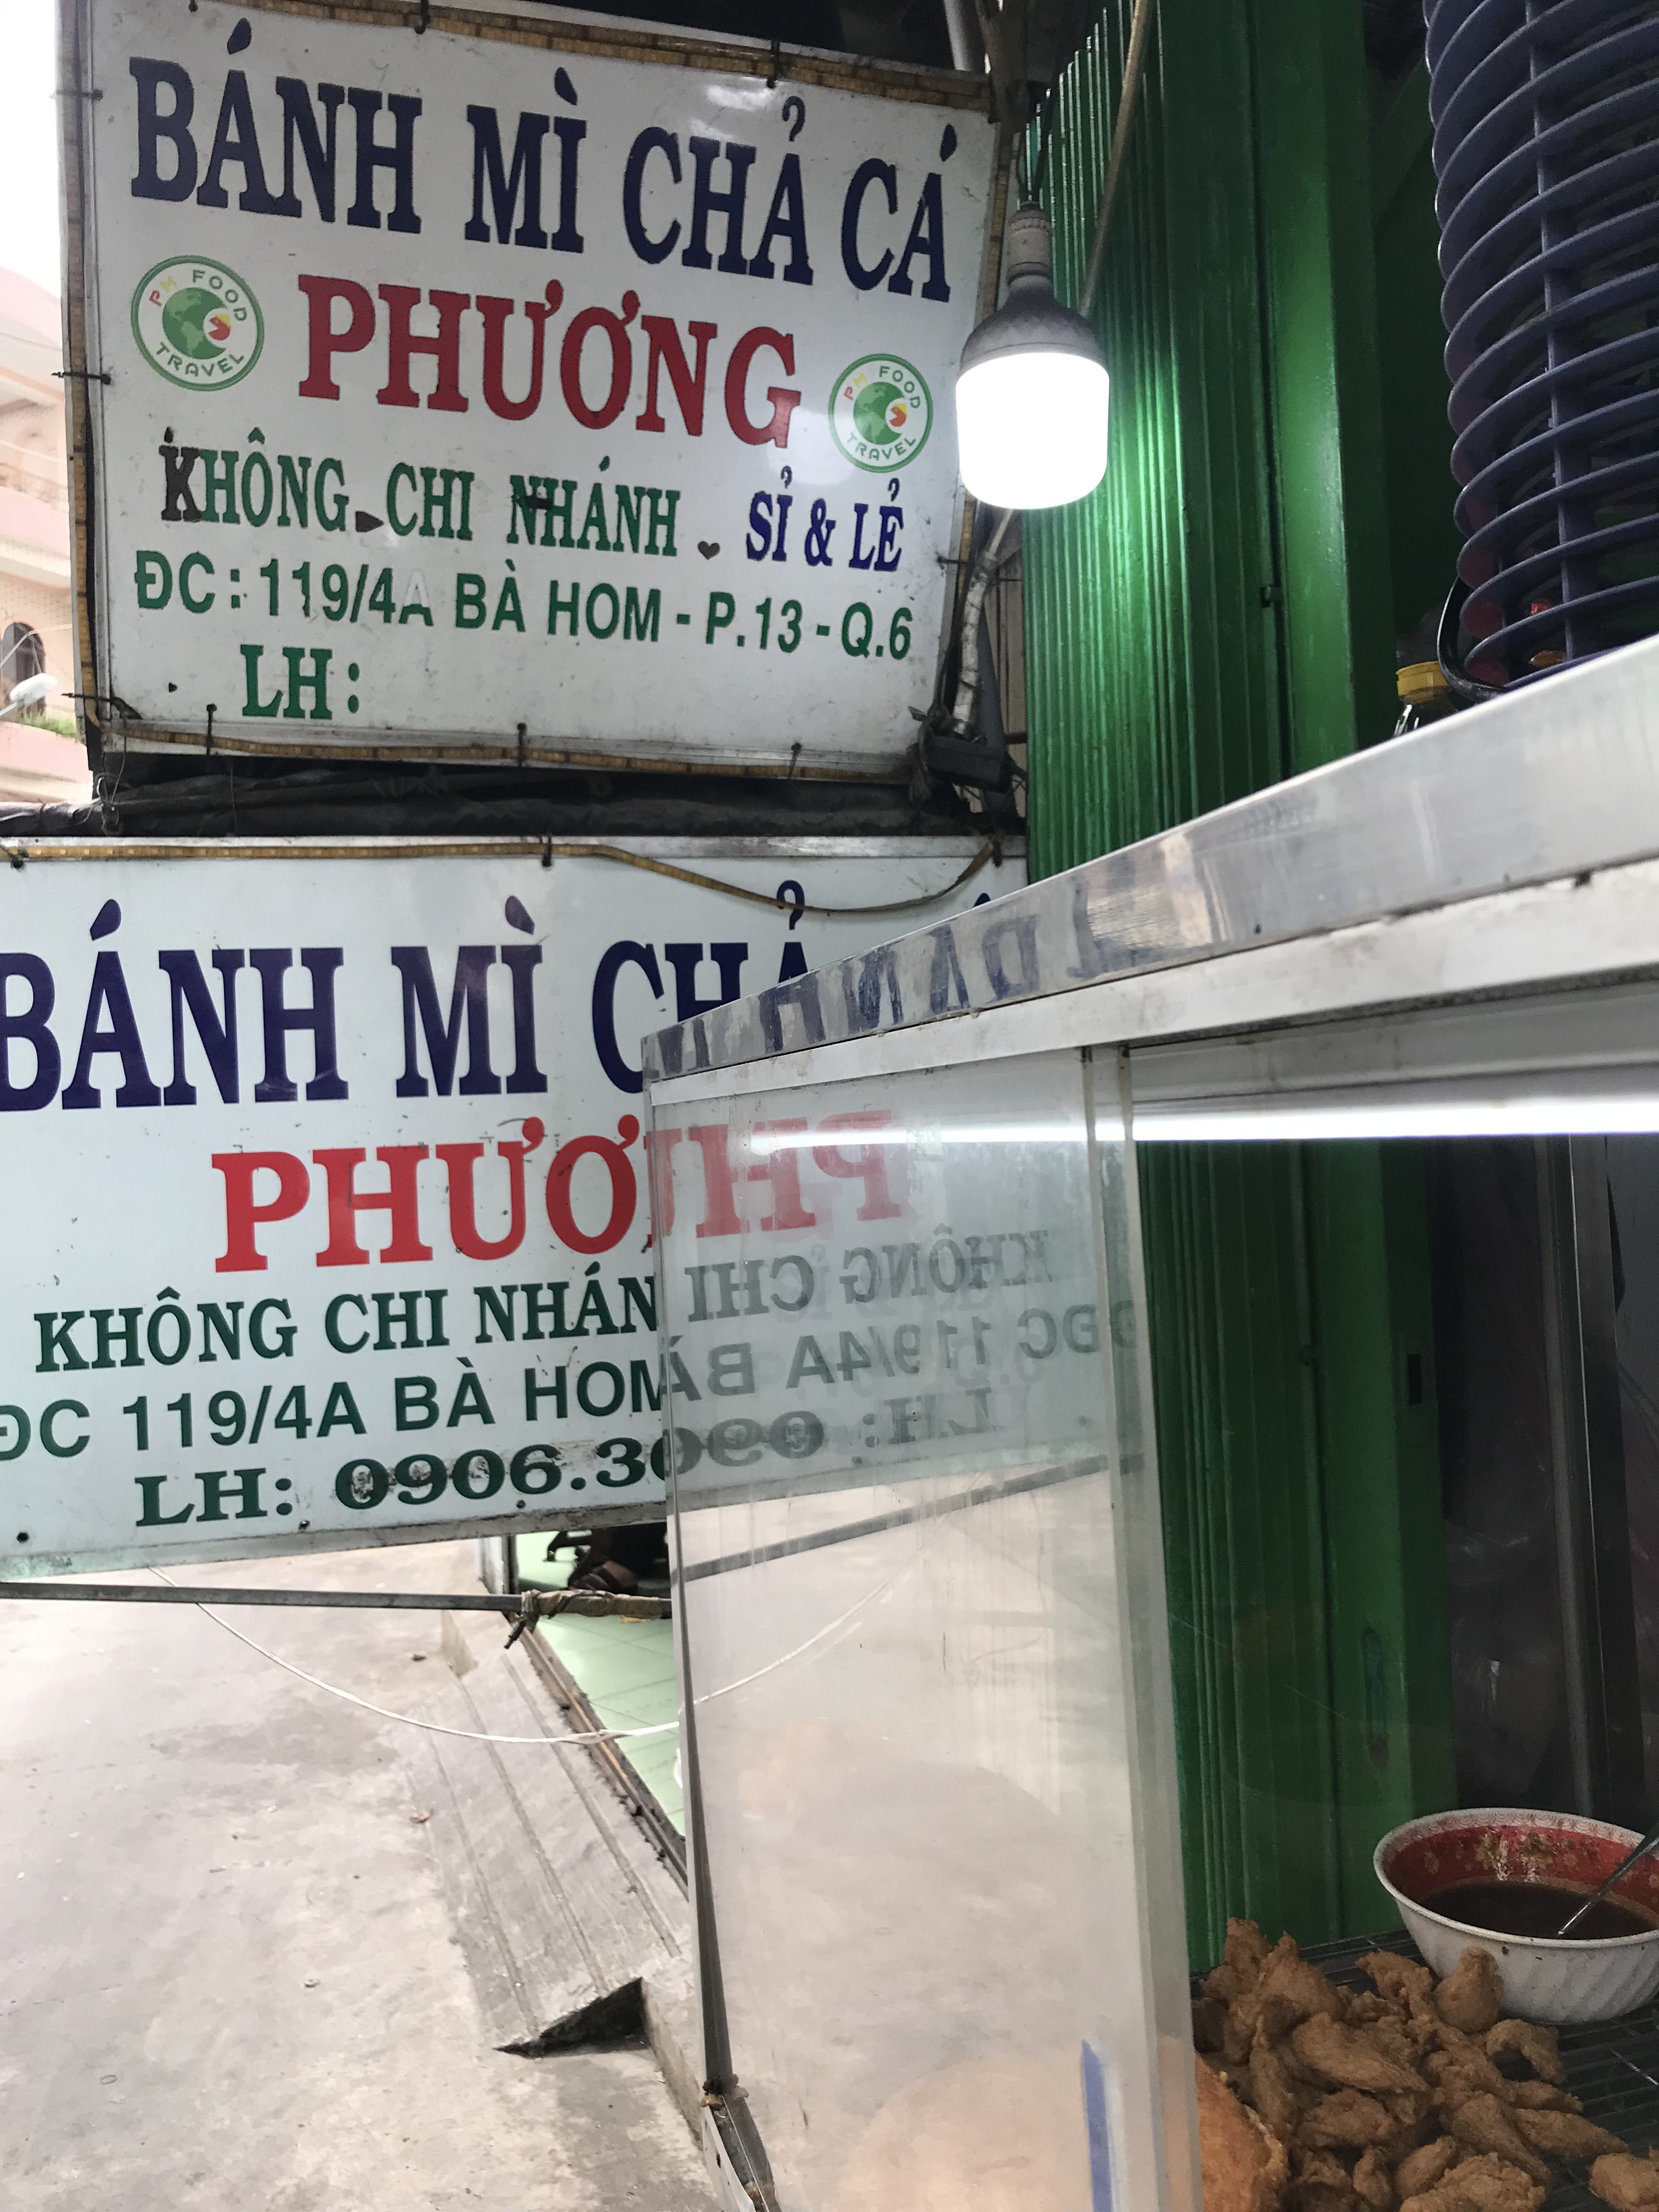 BÁNH MÌ CHẢ CÁ
PM FOOD TRAVEL
PHƯƠNG
PM FOOD TRAVEL
KHÔNG CHI NHÁNH SỈ & LẺ
ĐC: 119/4A BÀ HOM - P.13 - Q.6
LH:
BÁNH MÌ CHẢ
PHƯƠ
KHÔNG CHI NHÁN
ĐC 119/4A BÀ HOM
LH: 0906.3